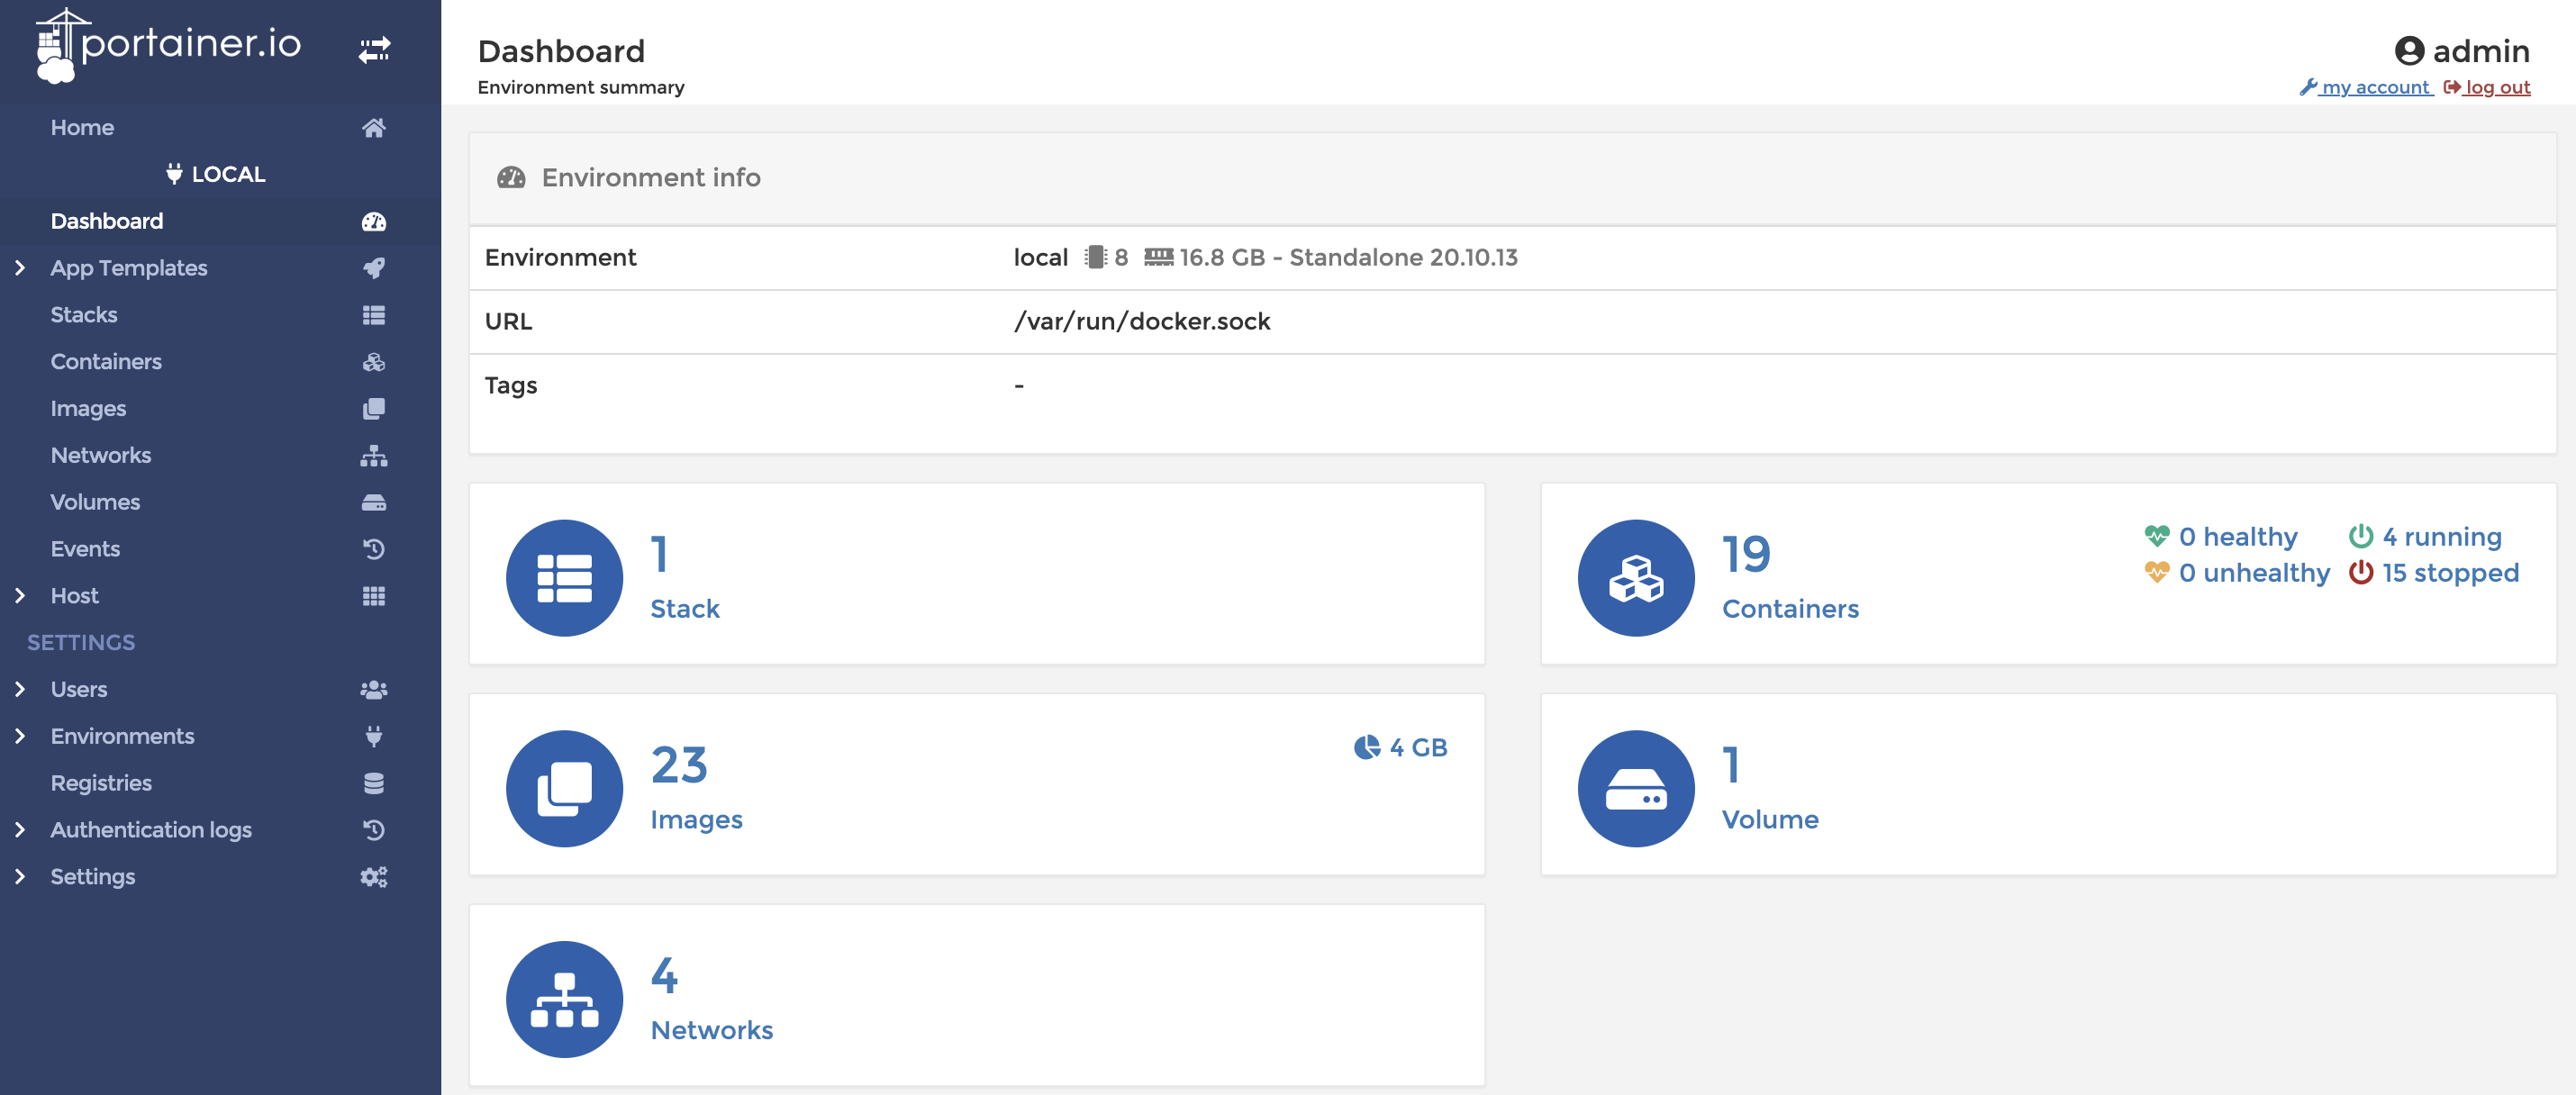 portainer.io
Home
LOCAL
Dashboard
App Templates
Stacks
Containers
Images
Networks
Volumes
Events
Host
SETTINGS
Users
Environments
Registries
Authentication logs
Settings
Dashboard
Environment summary
admin
my account log out
Environment info
Environment local 8 16.8 GB - Standalone 20.10.13
URL /var/run/docker.sock
Tags -
1
Stack
19
Containers
0 healthy 4 running
0 unhealthy 15 stopped
23
Images
4 GB
1
Volume
4
Networks